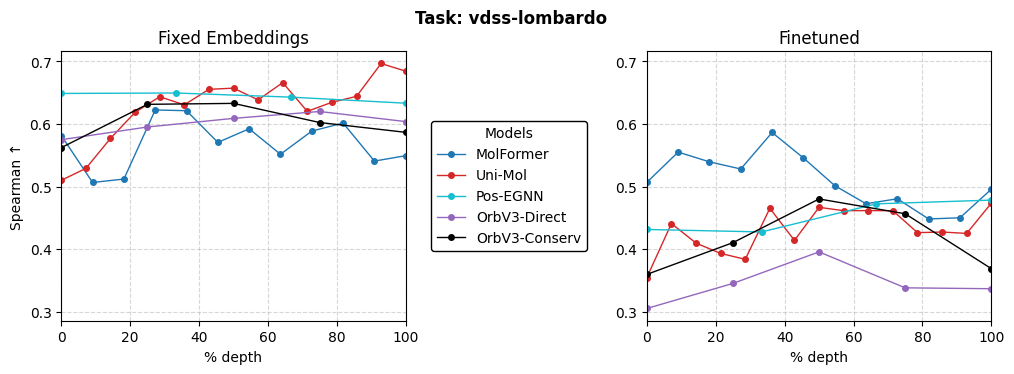 Task: vdss-lombardo
Fixed Embeddings
Finetuned
Spearman ↑
0.7
0.6
0.5
0.4
0.3
0
20
40
60
80
100
% depth
Models
MolFormer
Uni-Mol
Pos-EGNN
OrbV3-Direct
OrbV3-Conserv
0.7
0.6
0.5
0.4
0.3
0
20
40
60
80
100
% depth